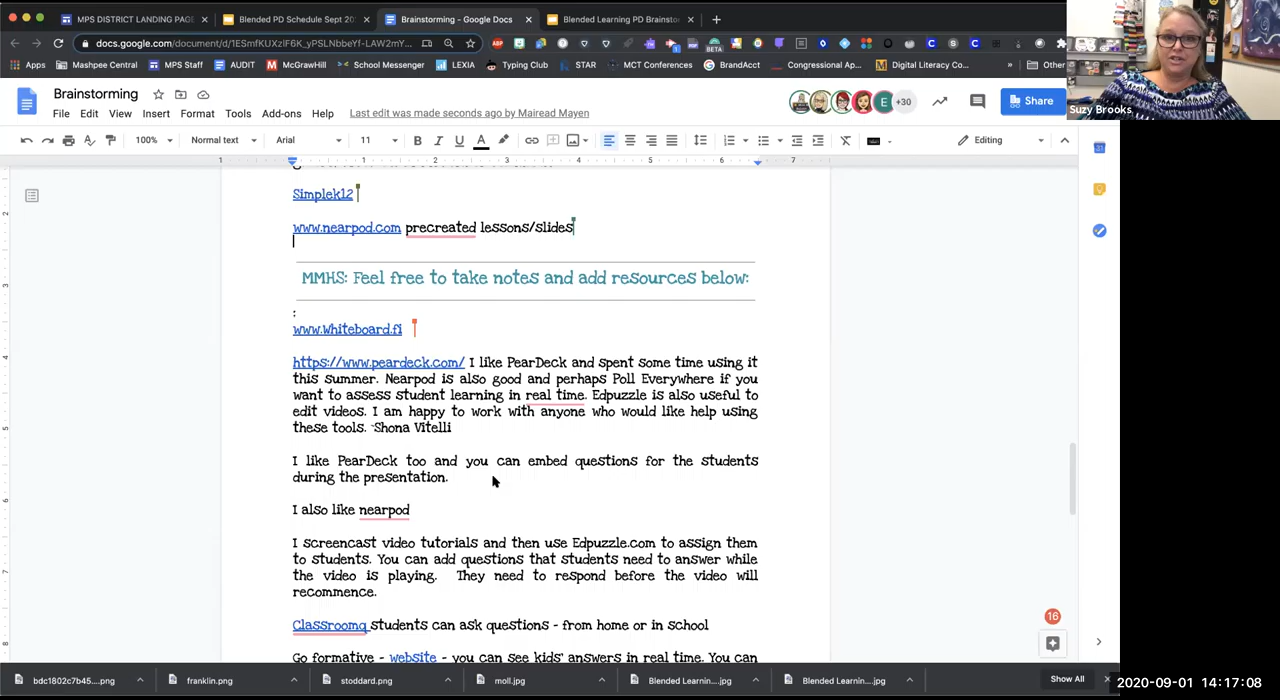 MPS DISTRICT LANDING PAG
Blended PD Schedule Sept 20
Brainstorming - Google Docs
Blended Learning PD Brainsto
docs.google.com/document/d/1ESmfKUXzlF6K_yPSLNbbeYf-LAW2mY...
Apps
Mashpee Central
MPS Staff
AUDIT
McGrawHill
School Messenger
LEXIA
Typing Club
STAR
MCT Conferences
BrandAcct
Congressional Ap...
Digital Literacy Co...
»
Other
Suzy Brooks
Brainstorming
File Edit View Insert Format Tools Add-ons Help
Last edit was made seconds ago by Mairead Mayen
E
+30
Share
100%
Normal text
Arial
11
B I U A
Editing
1 1 2 3 4 5 6 7
Simplek12
www.nearpod.com precreated lessons/slides
MMHS: Feel free to take notes and add resources below:
:
www.Whiteboard.fi
https://www.peardeck.com/ I like PearDeck and spent some time using it
this summer. Nearpod is also good and perhaps Poll Everywhere if you
want to assess student learning in real time. Edpuzzle is also useful to
edit videos. I am happy to work with anyone who would like help using
these tools. ~Shona Vitelli
I like PearDeck too and you can embed questions for the students
during the presentation.
I also like nearpod
I screencast video tutorials and then use Edpuzzle.com to assign them
to students. You can add questions that students need to answer while
the video is playing. They need to respond before the video will
recommence.
Classroomq students can ask questions - from home or in school
Go formative - website - you can see kids' answers in real time. You can
16
bdc1802c7b45....png
franklin.png
stoddard.png
moll.jpg
Blended Learnin....jpg
Blended Learnin....jpg
Show All
2020-09-01 14:17:08